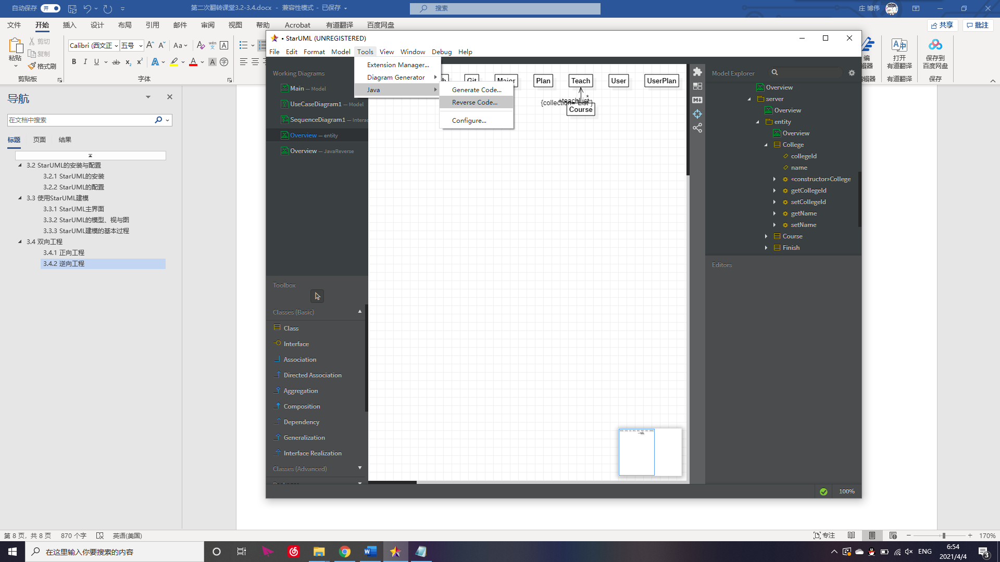 自动保存 开
第二次翻转课堂3.2-3.4.docx - 兼容性模式 - 已保存
搜索
庄 博伟
文件 开始 插入 设计 布局 引用 邮件 审阅 视图 帮助 Acrobat 有道翻译 百度网盘
共享 批注
粘贴
剪切
复制
格式刷
剪贴板
Calibri (西文正 五号
字体
打开
有道翻译
有道翻译
保存到
百度网盘
保存
导航
在文档中搜索
标题 页面 结果
3.2 StarUML的安装与配置
3.2.1 StarUML的安装
3.2.2 StarUML的配置
3.3 使用StarUML建模
3.3.1 StarUML主界面
3.3.2 StarUML的模型、视与图
3.3.3 StarUML建模的基本过程
3.4 双向工程
3.4.1 正向工程
3.4.2 逆向工程
• StarUML (UNREGISTERED)
File Edit Format Model Tools View Window Debug Help
Extension Manager...
Diagram Generator
Java
Generate Code...
Reverse Code...
Configure...
Working Diagrams
Main — Model
UseCaseDiagram1 — Model
SequenceDiagram1 — Interac
Overview — entity
Overview — JavaReverse
Git Major Plan Teach User UserPlan
+teachList *
{collection="List"}
Course
Toolbox
Classes (Basic)
Class
Interface
Association
Directed Association
Aggregation
Composition
Dependency
Generalization
Interface Realization
Classes (Advanced)
Model Explorer
Overview
server
Overview
entity
Overview
College
collegeId
name
«constructor»College
getCollegeId
setCollegeId
getName
setName
Course
Finish
Editors
100%
第 8 页，共 8 页 870 个字 英语(美国)
专注
170%
在这里输入你要搜索的内容
ENG
6:54
2021/4/4
3